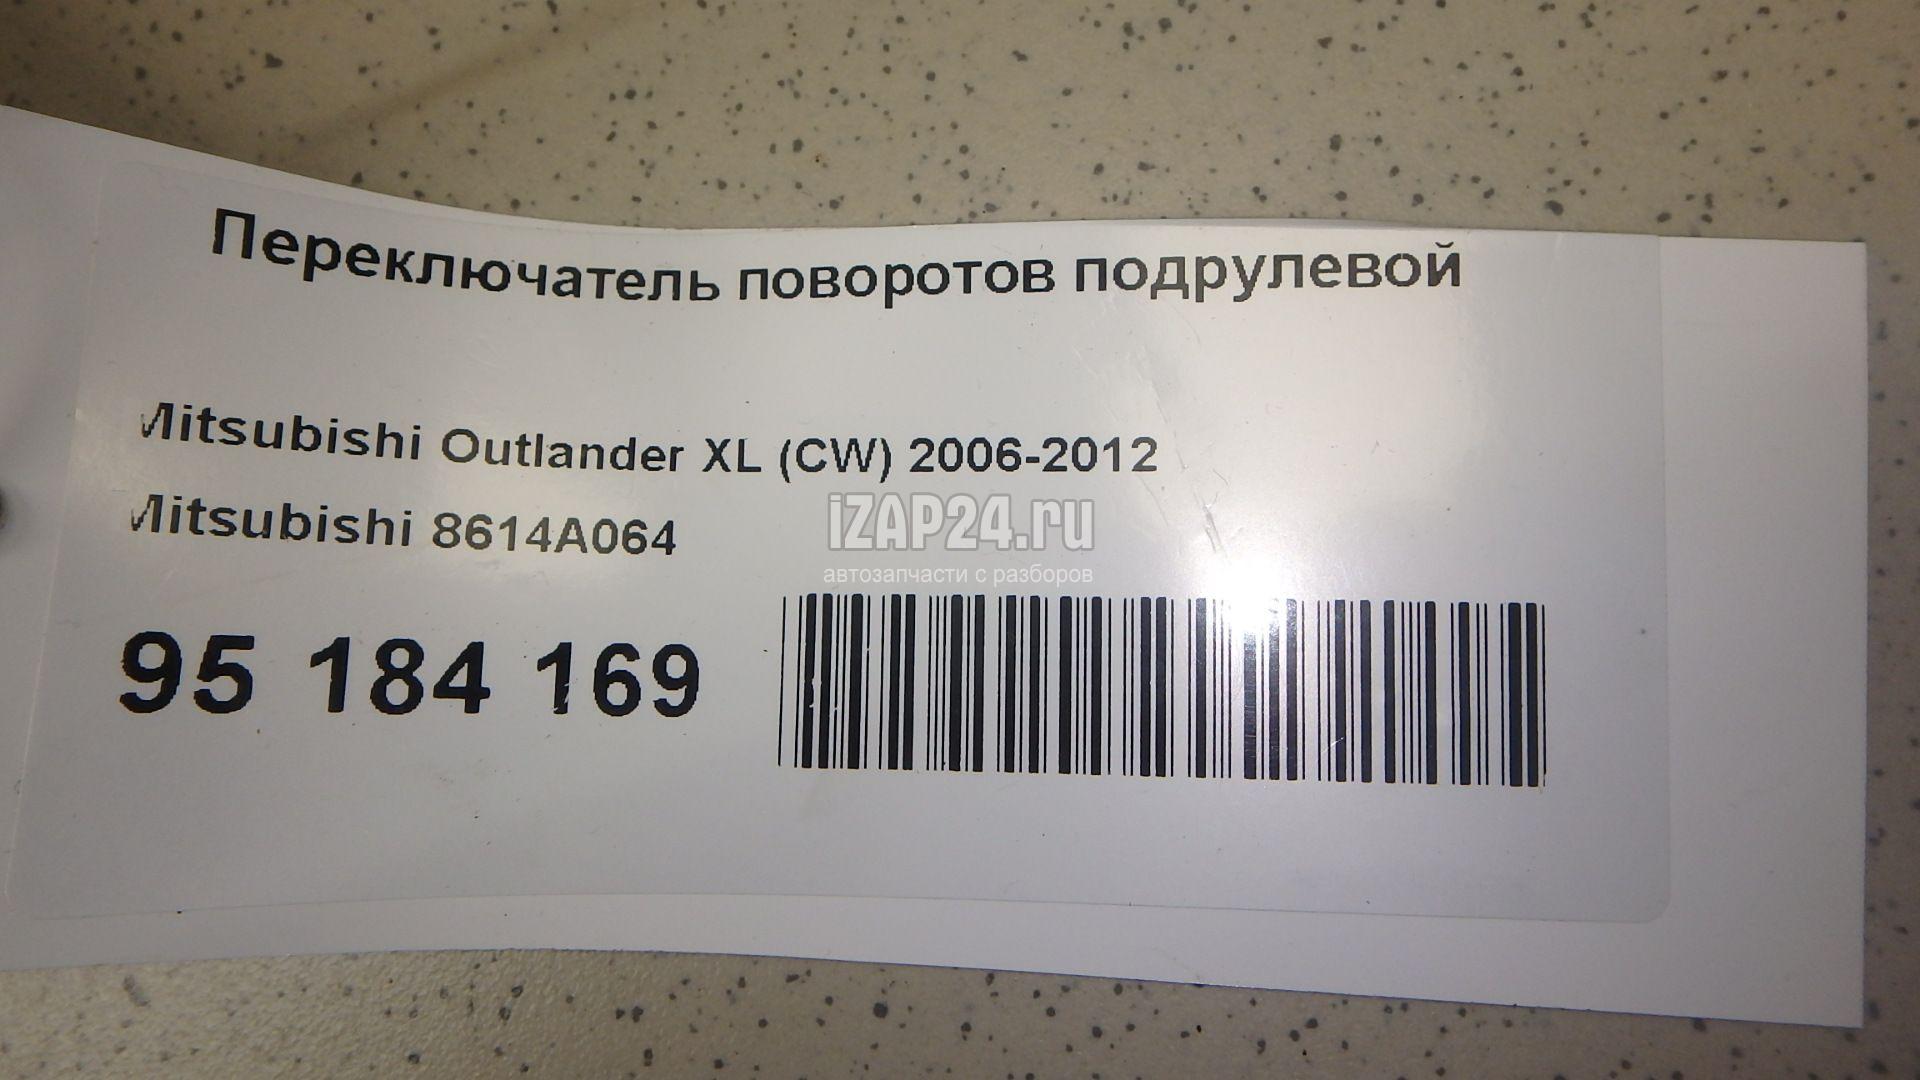 Переключатель поворотов подрулевой
Mitsubishi Outlander XL (CW) 2006-2012
Mitsubishi 8614A064
iZAP24.ru
автозапчасти с разборов
95 184 169